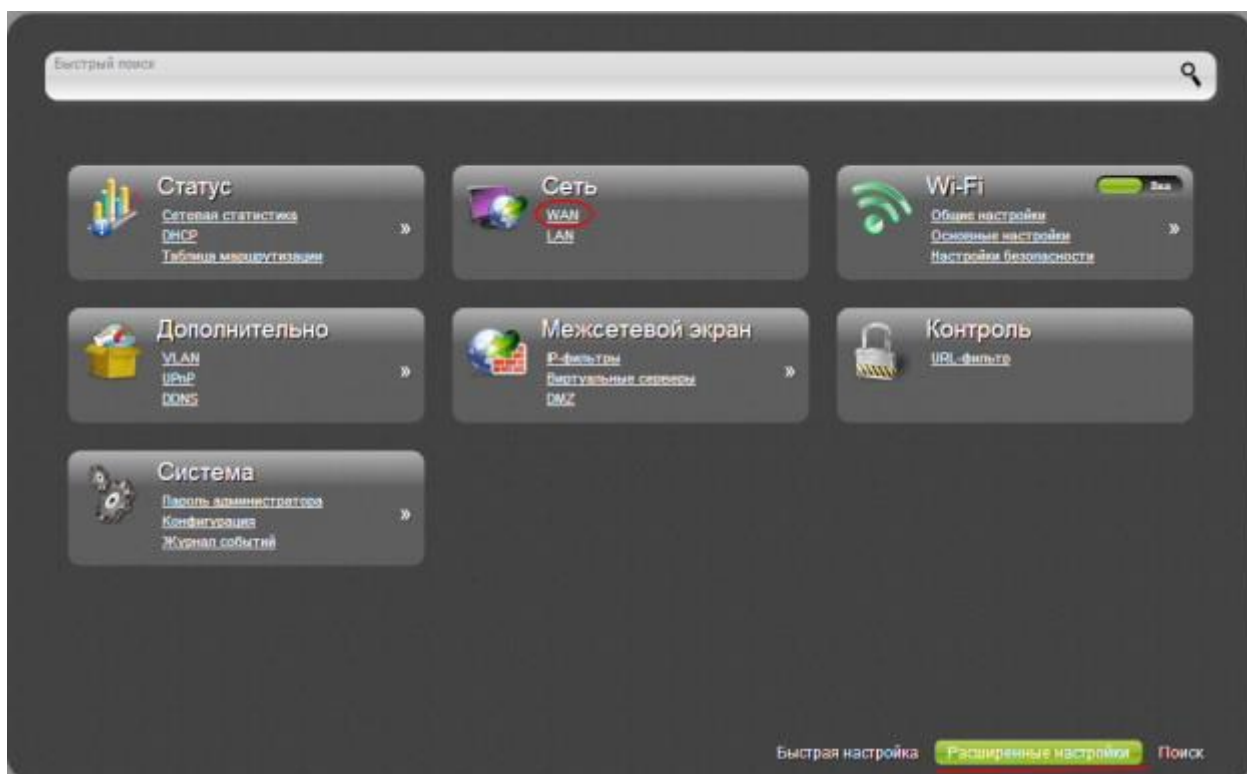 Быстрый поиск
Статус
Сетевая статистика
DHCP
Таблица маршрутизации
Сеть
WAN
LAN
Wi-Fi
Вкл
Общие настройки
Основные настройки
Настройки безопасности
Дополнительно
VLAN
UPnP
DDNS
Межсетевой экран
IP-фильтры
Виртуальные серверы
DMZ
Контроль
URL-фильтр
Система
Пароль администратора
Конфигурация
Журнал событий
Быстрая настройка Расширенные настройки Поиск